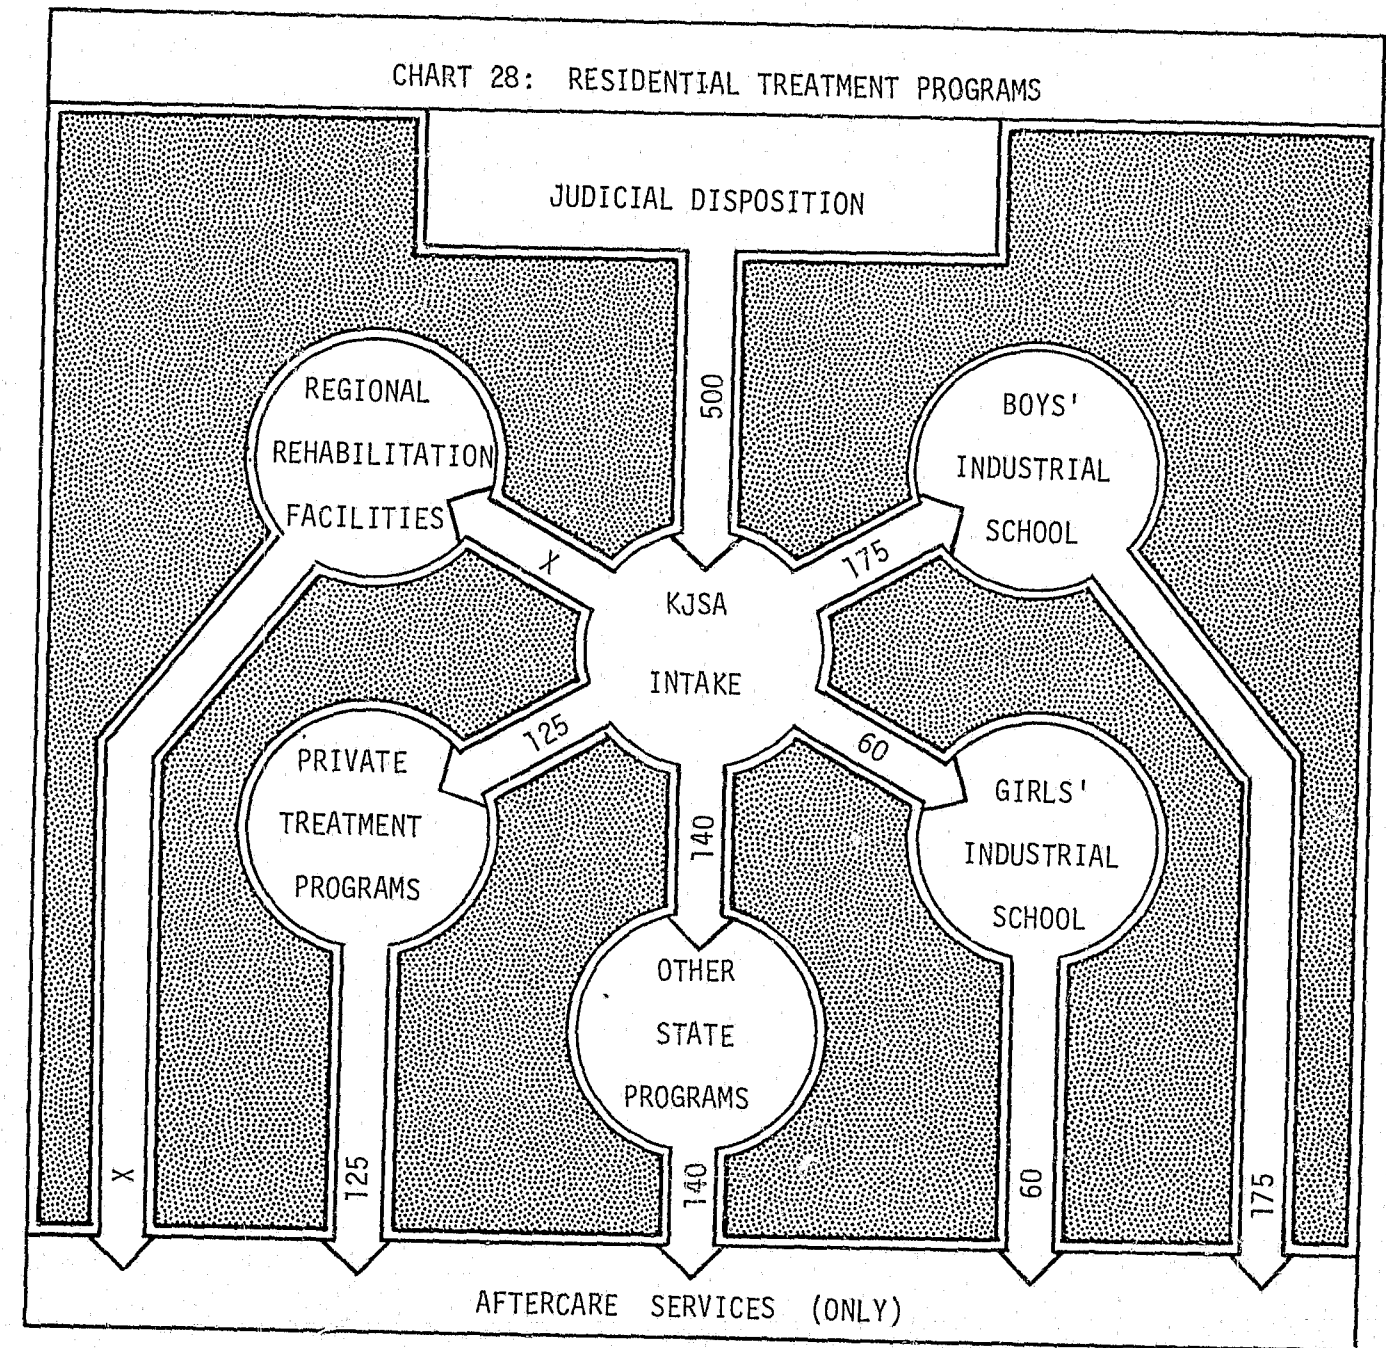 CHART 28: RESIDENTIAL TREATMENT PROGRAMS
JUDICIAL DISPOSITION
500
REGIONAL
REHABILITATION
FACILITIES
BOYS'
INDUSTRIAL
SCHOOL
X
175
KJSA
INTAKE
125
60
PRIVATE
TREATMENT
PROGRAMS
140
GIRLS'
INDUSTRIAL
SCHOOL
OTHER
STATE
PROGRAMS
X
125
140
60
175
AFTERCARE SERVICES (ONLY)